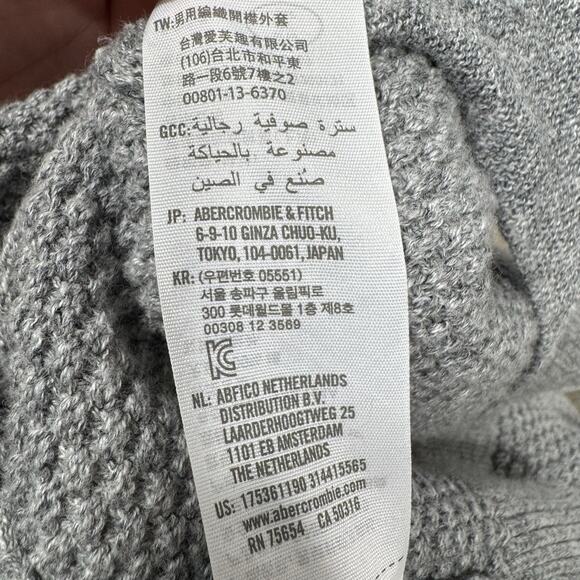 TW:男用編織開襟外套
台灣愛芙趣有限公司
(106)台北市和平東
路一段6號7樓之2
00801-13-6370
GCC: سترة صوفية رجالية
مصنوعة بالحياكة
صُنع في الصين
JP: ABERCROMBIE & FITCH
6-9-10 GINZA CHUO-KU,
TOKYO, 104-0061, JAPAN
KR: (우편번호 05551)
서울 송파구 올림픽로
300 롯데월드몰 1층 제8호
00308 12 3569
NL: ABFICO NETHERLANDS
DISTRIBUTION B.V.
LAARDERHOOGTWEG 25
1101 EB AMSTERDAM
THE NETHERLANDS
US: 175361190 314415565
www.abercrombie.com
RN 75654 CA 50316